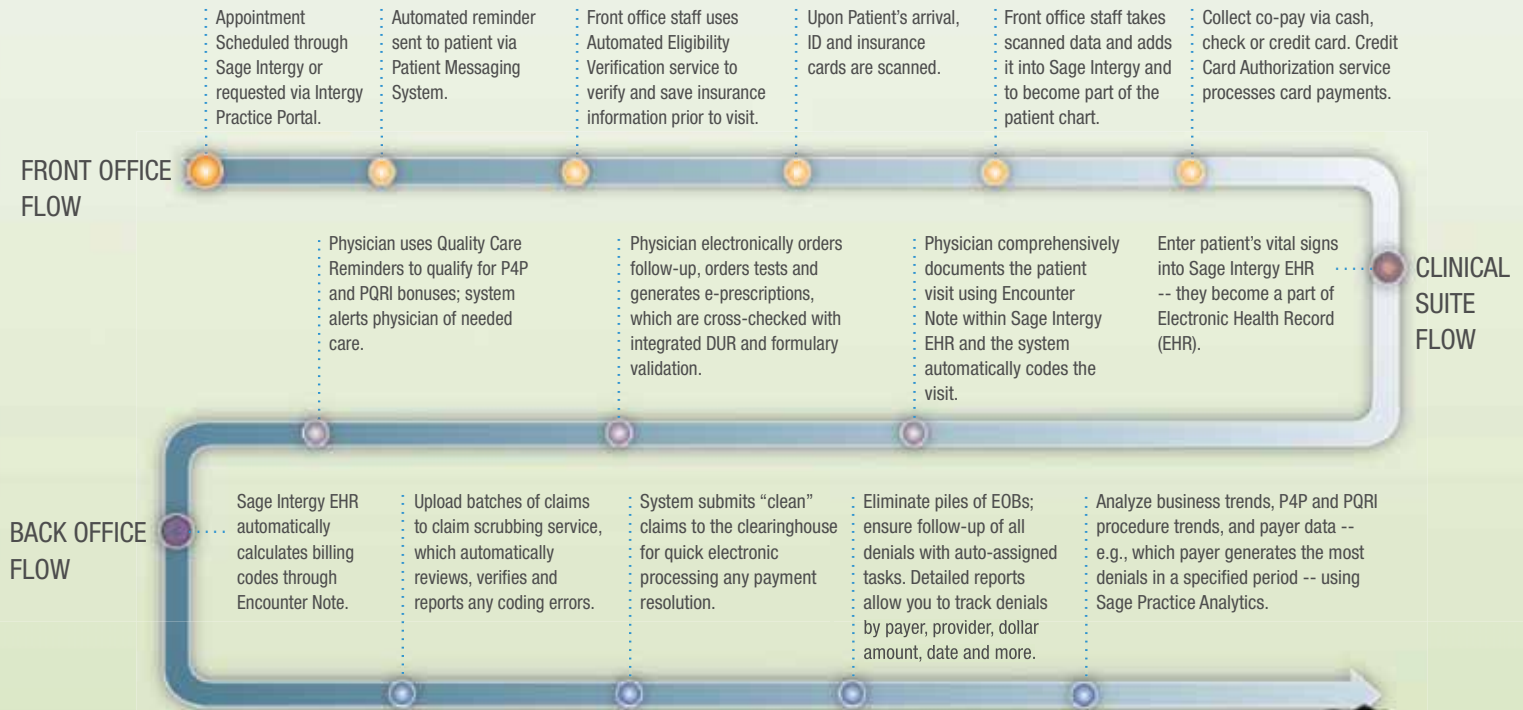 Appointment
Scheduled through
Sage Intergy or
requested via Intergy
Practice Portal.
Automated reminder
sent to patient via
Patient Messaging
System.
Front office staff uses
Automated Eligibility
Verification service to
verify and save insurance
information prior to visit.
Upon Patient's arrival,
ID and insurance
cards are scanned.
Front office staff takes
scanned data and adds
it into Sage Intergy and
to become part of the
patient chart.
Collect co-pay via cash,
check or credit card. Credit
Card Authorization service
processes card payments.
FRONT OFFICE
FLOW
Physician uses Quality Care
Reminders to qualify for P4P
and PQRI bonuses; system
alerts physician of needed
care.
Physician electronically orders
follow-up, orders tests and
generates e-prescriptions,
which are cross-checked with
integrated DUR and formulary
validation.
Physician comprehensively
documents the patient
visit using Encounter
Note within Sage Intergy
EHR and the system
automatically codes the
visit.
Enter patient's vital signs
into Sage Intergy EHR
-- they become a part of
Electronic Health Record
(EHR).
CLINICAL
SUITE
FLOW
BACK OFFICE
FLOW
Sage Intergy EHR
automatically
calculates billing
codes through
Encounter Note.
Upload batches of claims
to claim scrubbing service,
which automatically
reviews, verifies and
reports any coding errors.
System submits “clean”
claims to the clearinghouse
for quick electronic
processing any payment
resolution.
Eliminate piles of EOBs;
ensure follow-up of all
denials with auto-assigned
tasks. Detailed reports
allow you to track denials
by payer, provider, dollar
amount, date and more.
Analyze business trends, P4P and PQRI
procedure trends, and payer data --
e.g., which payer generates the most
denials in a specified period -- using
Sage Practice Analytics.